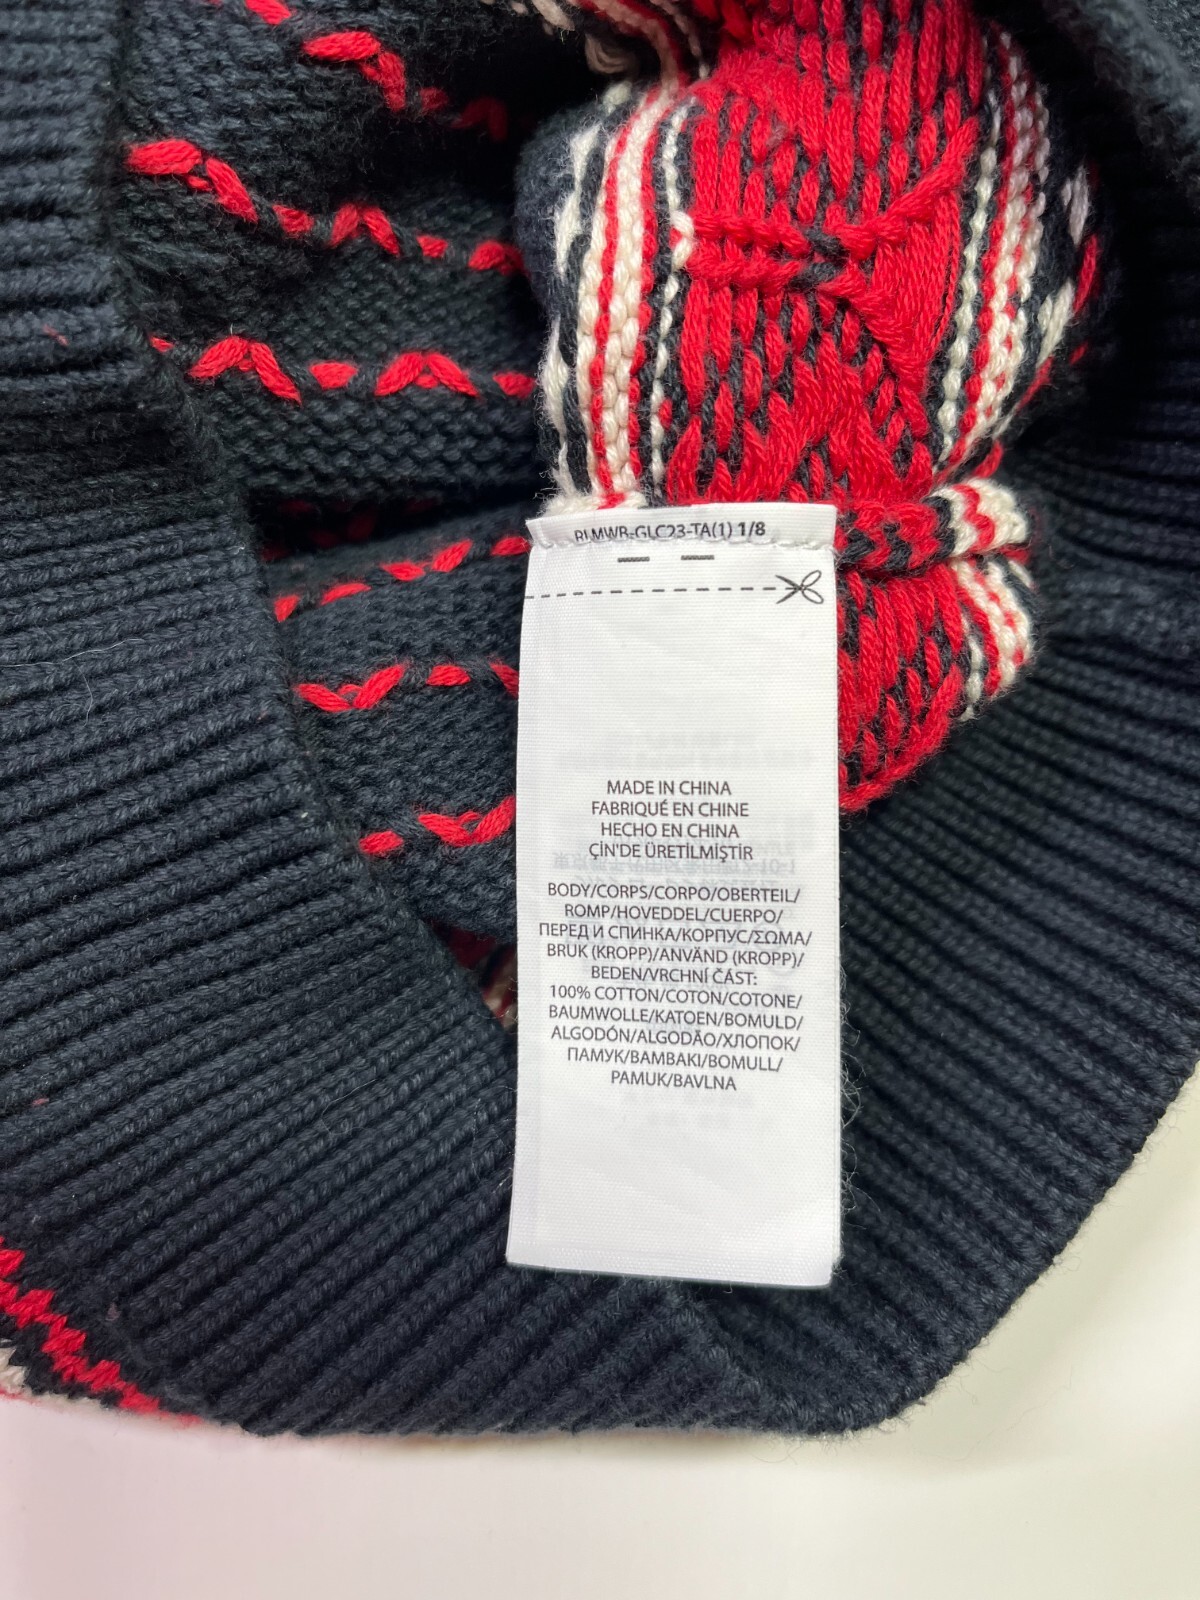 RLMWB-GLC23-TA(1) 1/8
MADE IN CHINA
FABRIQUÉ EN CHINE
HECHO EN CHINA
ÇİN'DE ÜRETİLMİŞTİR
BODY/CORPS/CORPO/OBERTEIL/
ROMP/HOVEDDEL/CUERPO/
ПЕРЕД И СПИНКА/КОРПУС/ΣΩΜΑ/
BRUK (KROPP)/ANVÄND (KROPP)/
BEDEN/VRCHNÍ ČÁST:
100% COTTON/COTON/COTONE/
BAUMWOLLE/KATOEN/BOMULD/
ALGODÓN/ALGODÃO/ХЛОПОК/
ПАМУК/ΒΑΜΒΑΚΙ/BOMULL/
PAMUK/BAVLNA